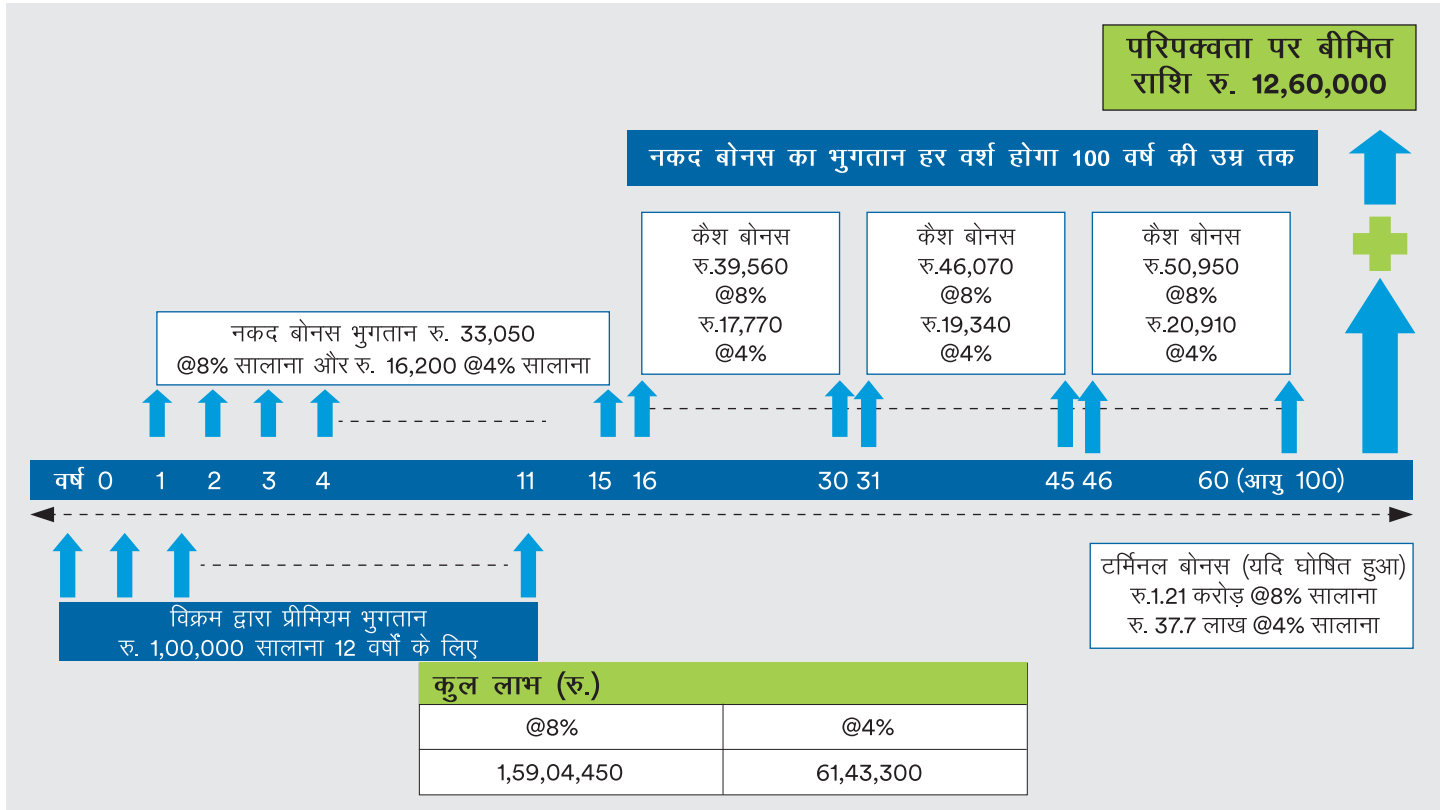 परिपक्वता पर बीमित
राशि रु. 12,60,000
नकद बोनस का भुगतान हर वर्श होगा 100 वर्ष की उम्र तक
कैश बोनस
रु.39,560
@8%
रु.17,770
@4%
कैश बोनस
रु.46,070
@8%
रु.19,340
@4%
कैश बोनस
रु.50,950
@8%
रु.20,910
@4%
नकद बोनस भुगतान रु. 33,050
@8% सालाना और रु. 16,200 @4% सालाना
वर्ष 0 1 2 3 4 11 15 16 30 31 45 46 60 (आयु 100)
विक्रम द्वारा प्रीमियम भुगतान
रु. 1,00,000 सालाना 12 वर्षों के लिए
टर्मिनल बोनस (यदि घोषित हुआ)
रु.1.21 करोड़ @8% सालाना
रु. 37.7 लाख @4% सालाना
कुल लाभ (रु.)
@8% @4%
1,59,04,450 61,43,300